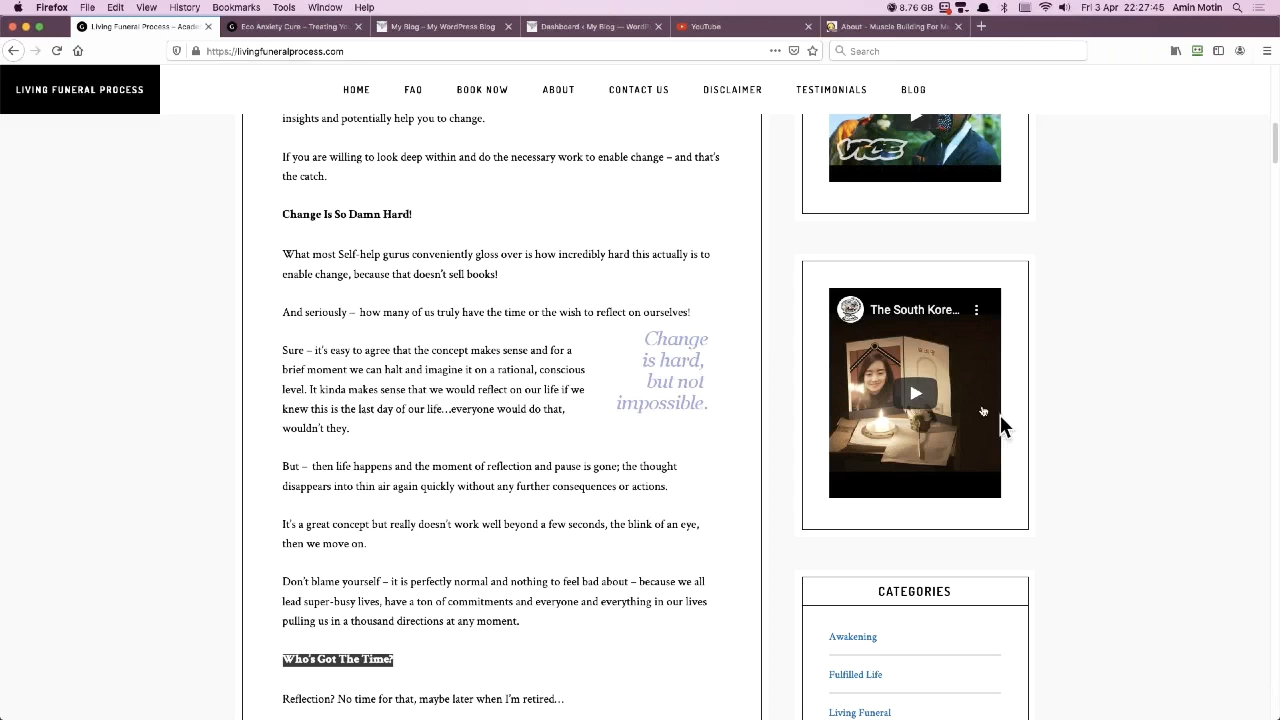 Firefox File Edit View History Bookmarks Tools Window Help
8.76 GB
Living Funeral Process – Acade
Eco Anxiety Cure – Treating Yo
My Blog – My WordPress Blog
Dashboard ‹ My Blog — WordP
YouTube
About - Muscle Building For Me
https://livingfuneralprocess.com
Search
LIVING FUNERAL PROCESS
HOME FAQ BOOK NOW ABOUT CONTACT US DISCLAIMER TESTIMONIALS BLOG
insights and potentially help you to change.
If you are willing to look deep within and do the necessary work to enable change – and that's
the catch.
Change Is So Damn Hard!
What most Self-help gurus conveniently gloss over is how incredibly hard this actually is to
enable change, because that doesn't sell books!
And seriously – how many of us truly have the time or the wish to reflect on ourselves!
Sure – it's easy to agree that the concept makes sense and for a
brief moment we can halt and imagine it on a rational, conscious
level. It kinda makes sense that we would reflect on our life if we
knew this is the last day of our life…everyone would do that,
wouldn't they.
Change
is hard,
but not
impossible.
But – then life happens and the moment of reflection and pause is gone; the thought
disappears into thin air again quickly without any further consequences or actions.
It's a great concept but really doesn't work well beyond a few seconds, the blink of an eye,
then we move on.
Don't blame yourself – it is perfectly normal and nothing to feel bad about – because we all
lead super-busy lives, have a ton of commitments and everyone and everything in our lives
pulling us in a thousand directions at any moment.
Who's Got The Time?
Reflection? No time for that, maybe later when I'm retired…
VICE
The South Kore...
CATEGORIES
Awakening
Fulfilled Life
Living Funeral